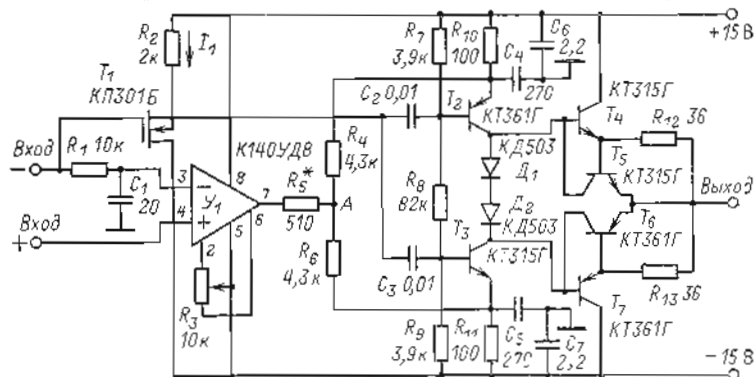 +15 В
R2
2к
I1
R7
3,9к
R10
100
C4
270
C6
2,2
T1
КП301Б
C2 0,01
T2
КТ361Г
КТ315Г
T4
R12 36
Вход
R1 10к
C1
20
К140УД8
R4
4,3к
КД503
Д1
T5
КТ315Г
3
8
У1
7
R5*
510
A
R8
82к
Д2
КД503
Выход
T6
КТ361Г
Вход
4
2
5
6
R6
4,3к
T3
КТ315Г
C3 0,01
R13 36
R3
10к
R9
3,9к
R11
100
C5
270
C7
2,2
T7
КТ361Г
−15 В